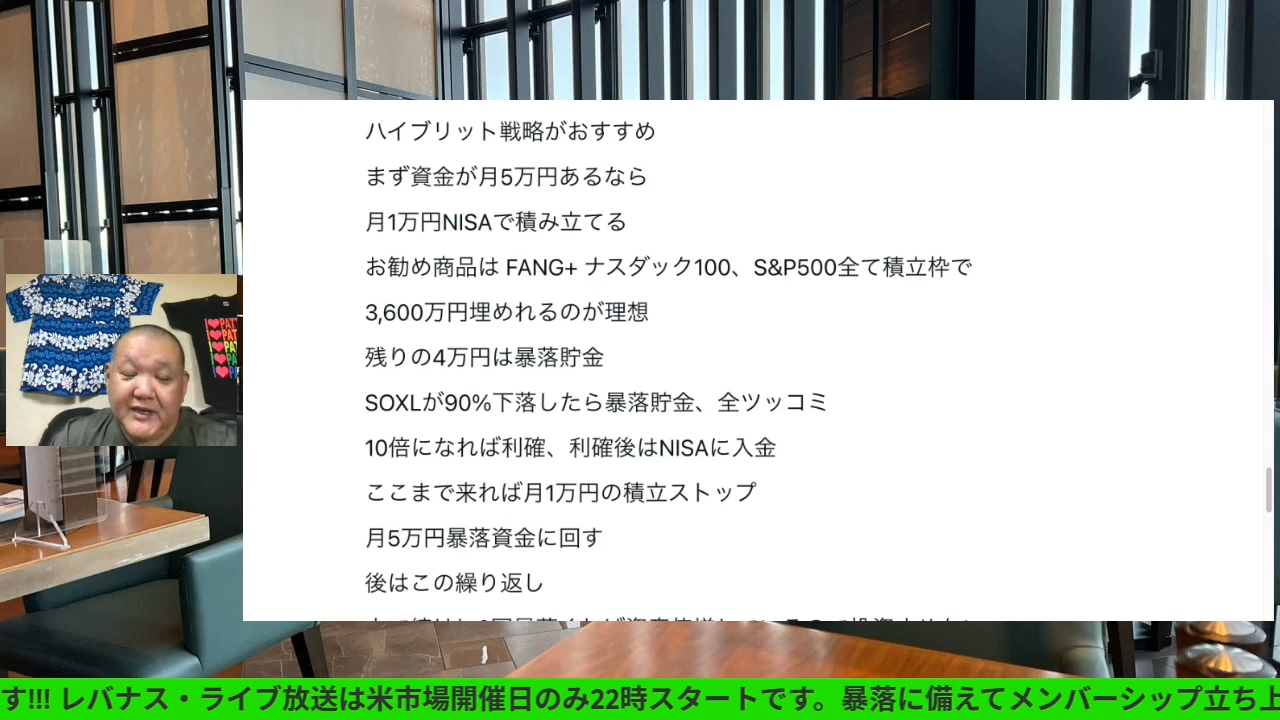 ハイブリット戦略がおすすめ
まず資金が月5万円あるなら
月1万円NISAで積み立てる
お勧め商品は FANG+ ナスダック100、S&P500全て積立枠で
3,600万円埋めれるのが理想
残りの4万円は暴落貯金
SOXLが90%下落したら暴落貯金、全ツッコミ
10倍になれば利確、利確後はNISAに入金
ここまで来れば月1万円の積立ストップ
月5万円暴落資金に回す
後はこの繰り返し
す!!! レバナス・ライブ放送は米市場開催日のみ22時スタートです。暴落に備えてメンバーシップ立ち上